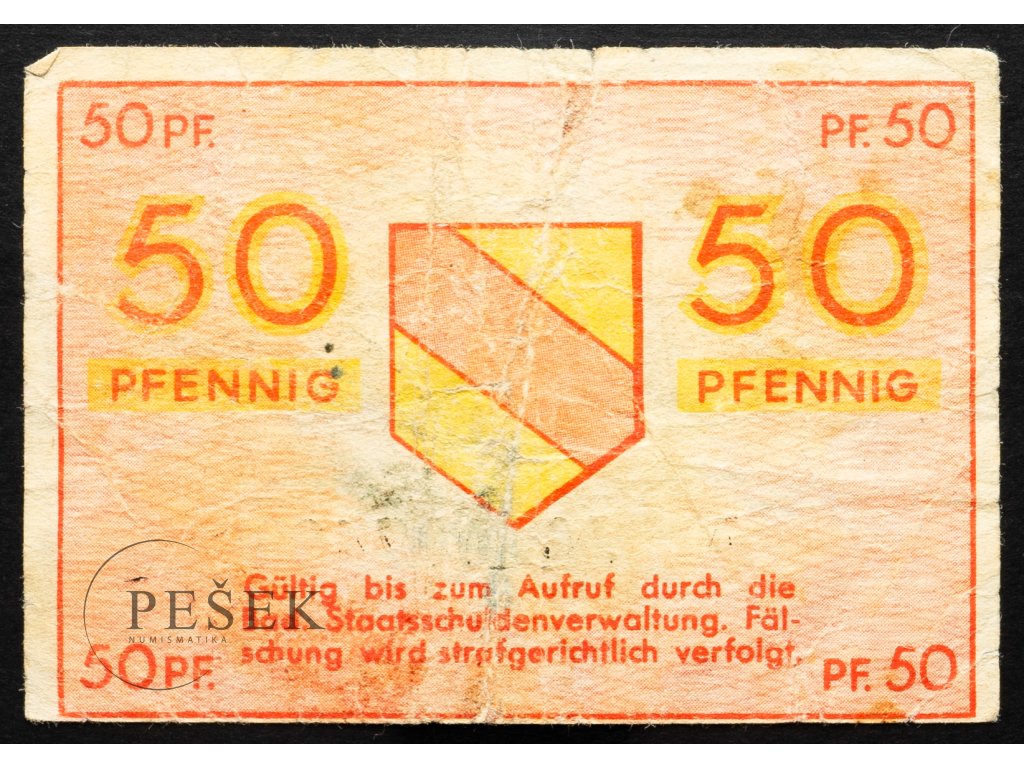 50 PF. PF. 50
50 50
PFENNIG PFENNIG
Gültig bis zum Aufruf durch die
Staatsschuldenverwaltung. Fäl-
schung wird strafgerichtlich verfolgt.
50 PF. PF. 50
PEŠEK
NUMISMATIKA